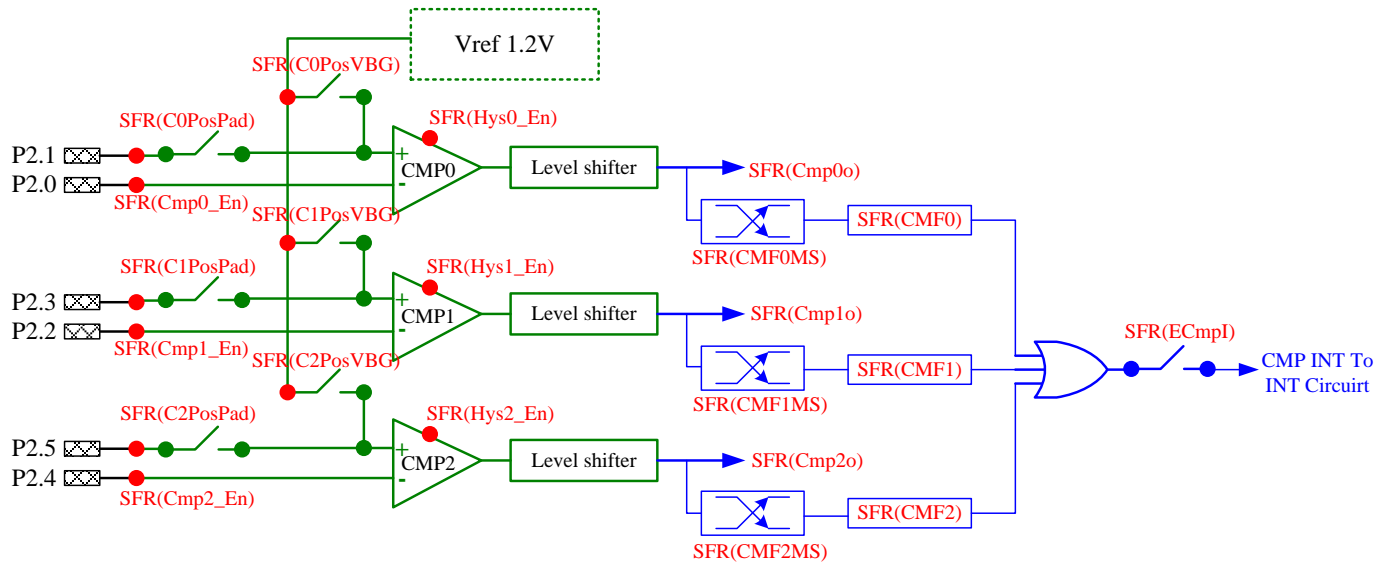 Vref 1.2V
SFR(C0PosVBG)
SFR(C0PosPad)
SFR(Hys0_En)
P2.1
+
CMP0
Level shifter
SFR(Cmp0o)
P2.0
-
SFR(Cmp0_En)
SFR(C1PosVBG)
SFR(CMF0)
SFR(CMF0MS)
SFR(C1PosPad)
SFR(Hys1_En)
P2.3
+
CMP1
Level shifter
SFR(Cmp1o)
P2.2
-
SFR(Cmp1_En)
SFR(ECmpI)
SFR(C2PosVBG)
SFR(CMF1)
CMP INT To
INT Circuirt
SFR(CMF1MS)
SFR(C2PosPad)
SFR(Hys2_En)
P2.5
+
CMP2
Level shifter
SFR(Cmp2o)
P2.4
-
SFR(Cmp2_En)
SFR(CMF2)
SFR(CMF2MS)